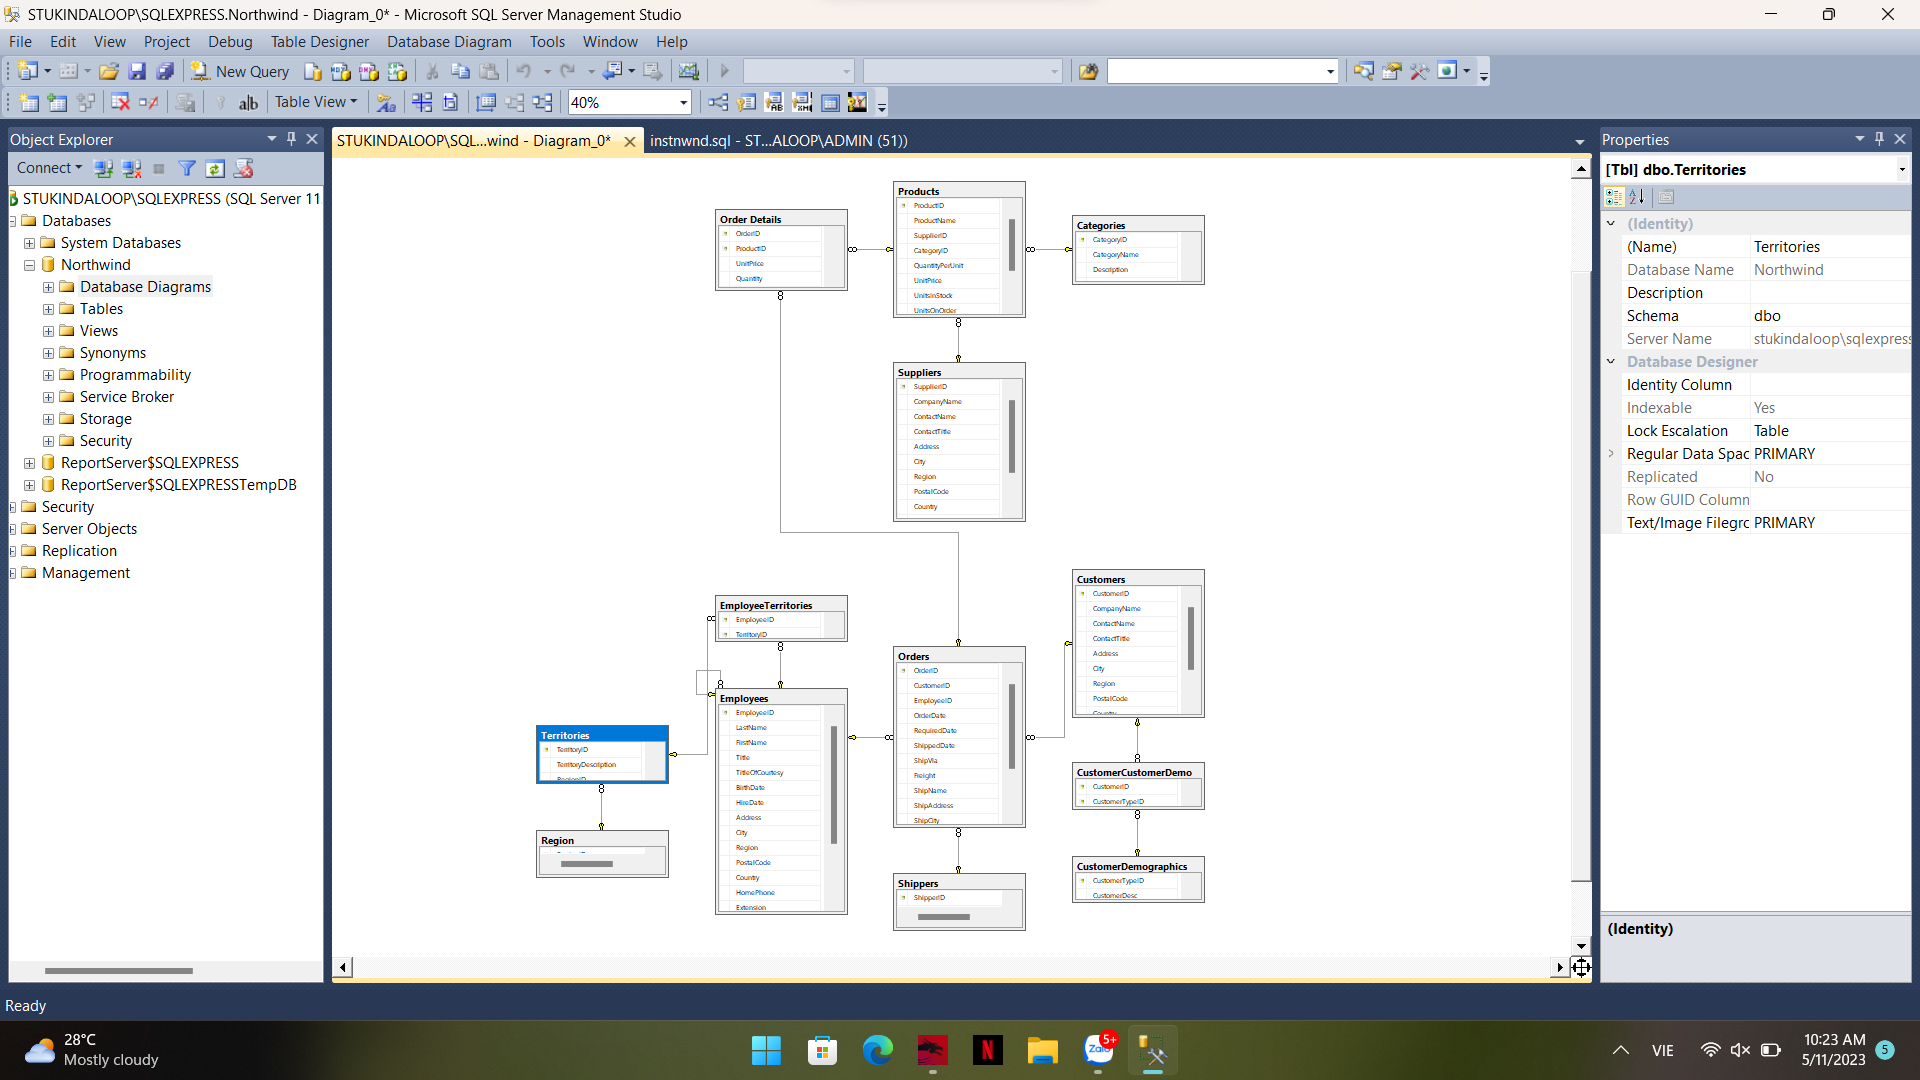 STUKINDALOOP\SQLEXPRESS.Northwind - Diagram_0* - Microsoft SQL Server Management Studio
File Edit View Project Debug Table Designer Database Diagram Tools Window Help
New Query
Table View 40%
Object Explorer
Connect
STUKINDALOOP\SQLEXPRESS (SQL Server 11
Databases
System Databases
Northwind
Database Diagrams
Tables
Views
Synonyms
Programmability
Service Broker
Storage
Security
ReportServer$SQLEXPRESS
ReportServer$SQLEXPRESSTempDB
Security
Server Objects
Replication
Management
STUKINDALOOP\SQL...wind - Diagram_0* instnwnd.sql - ST...ALOOP\ADMIN (51))
Order Details
OrderID
ProductID
UnitPrice
Quantity
Products
ProductID
ProductName
SupplierID
CategoryID
QuantityPerUnit
UnitPrice
UnitsInStock
UnitsOnOrder
Categories
CategoryID
CategoryName
Description
Suppliers
SupplierID
CompanyName
ContactName
ContactTitle
Address
City
Region
PostalCode
Country
EmployeeTerritories
EmployeeID
TerritoryID
Employees
EmployeeID
LastName
FirstName
Title
TitleOfCourtesy
BirthDate
HireDate
Address
City
Region
PostalCode
Country
HomePhone
Extension
Territories
TerritoryID
TerritoryDescription
RegionID
Region
Orders
OrderID
CustomerID
EmployeeID
OrderDate
RequiredDate
ShippedDate
ShipVia
Freight
ShipName
ShipAddress
ShipCity
Shippers
ShipperID
Customers
CustomerID
CompanyName
ContactName
ContactTitle
Address
City
Region
PostalCode
Country
CustomerCustomerDemo
CustomerID
CustomerTypeID
CustomerDemographics
CustomerTypeID
CustomerDesc
Properties
[Tbl] dbo.Territories
(Identity)
(Name) Territories
Database Name Northwind
Description
Schema dbo
Server Name stukindaloop\sqlexpress
Database Designer
Identity Column
Indexable Yes
Lock Escalation Table
Regular Data Spac PRIMARY
Replicated No
Row GUID Column
Text/Image Filegrc PRIMARY
(Identity)
Ready
28°C
Mostly cloudy
N
Zalo
5+
VIE
10:23 AM
5/11/2023
5